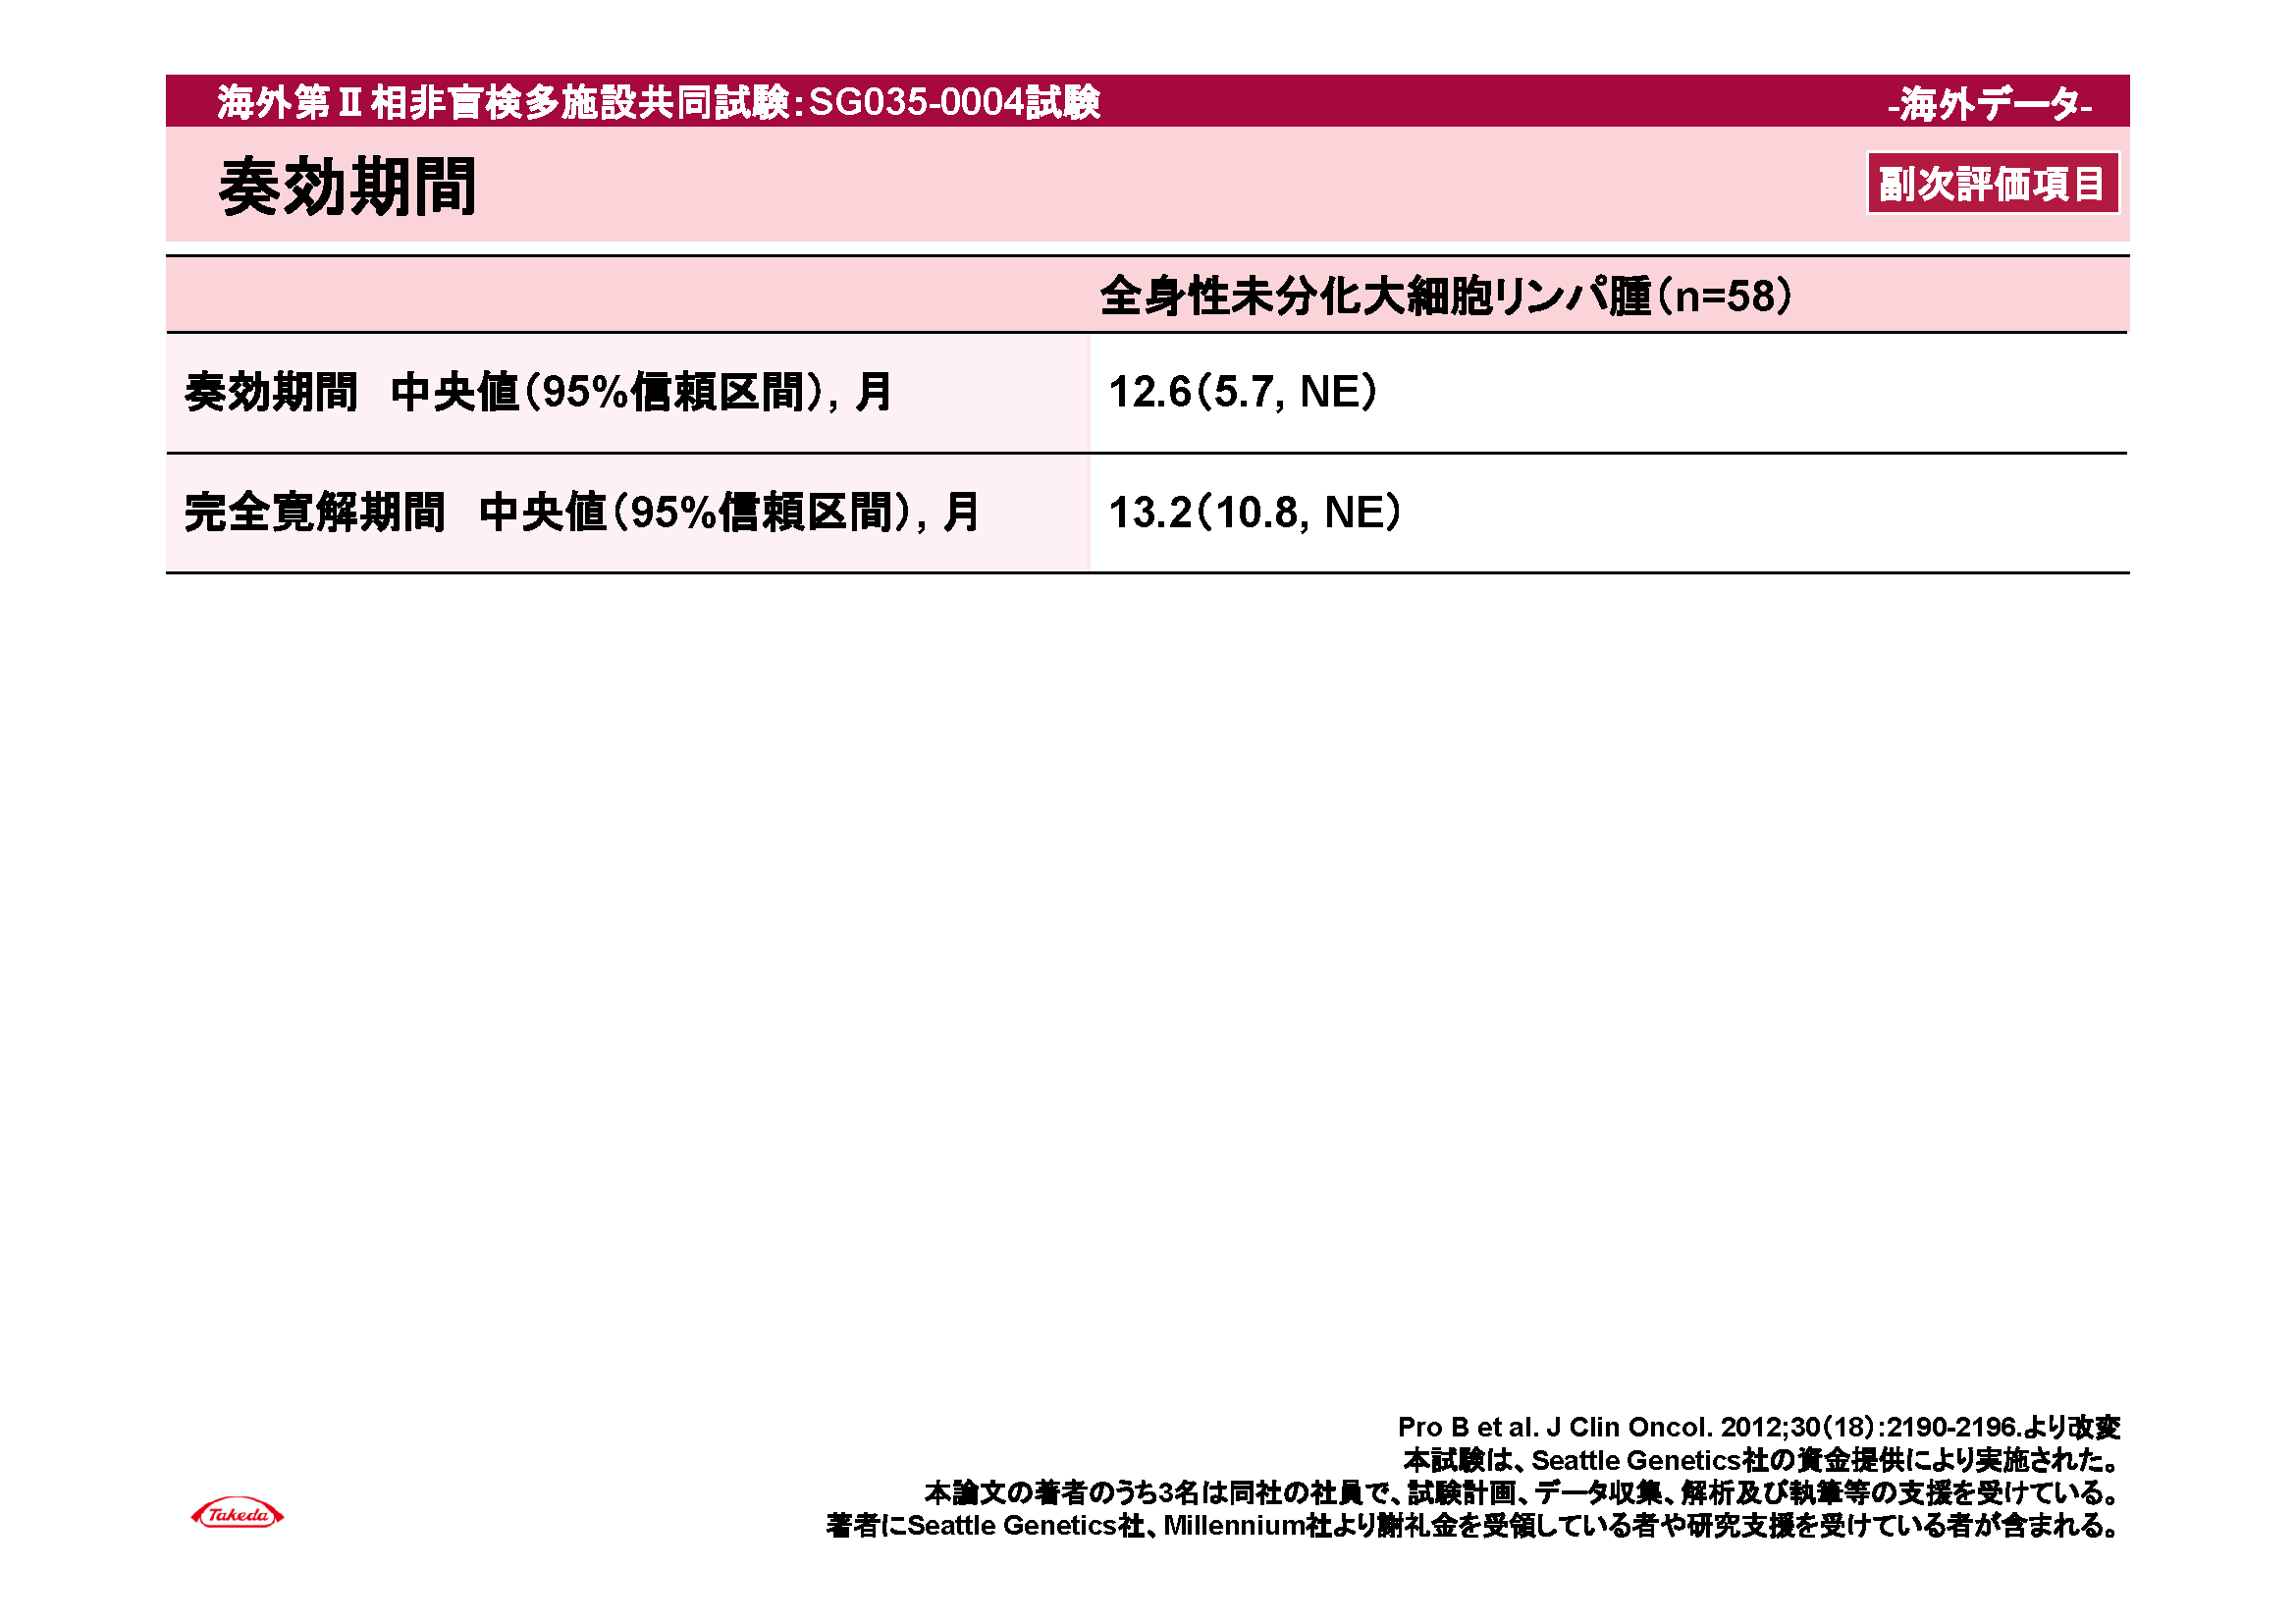 海外第Ⅱ相非盲検多施設共同試験：SG035-0004試験
-海外データ-
奏効期間
副次評価項目
全身性未分化大細胞リンパ腫（n=58）
奏効期間　中央値（95%信頼区間）, 月
12.6（5.7, NE）
完全寛解期間　中央値（95%信頼区間）, 月
13.2（10.8, NE）
Pro B et al. J Clin Oncol. 2012;30（18）:2190-2196.より改変
本試験は、Seattle Genetics社の資金提供により実施された。
本論文の著者のうち3名は同社の社員で、試験計画、データ収集、解析及び執筆等の支援を受けている。
著者にSeattle Genetics社、Millennium社より謝礼金を受領している者や研究支援を受けている者が含まれる。
Takeda